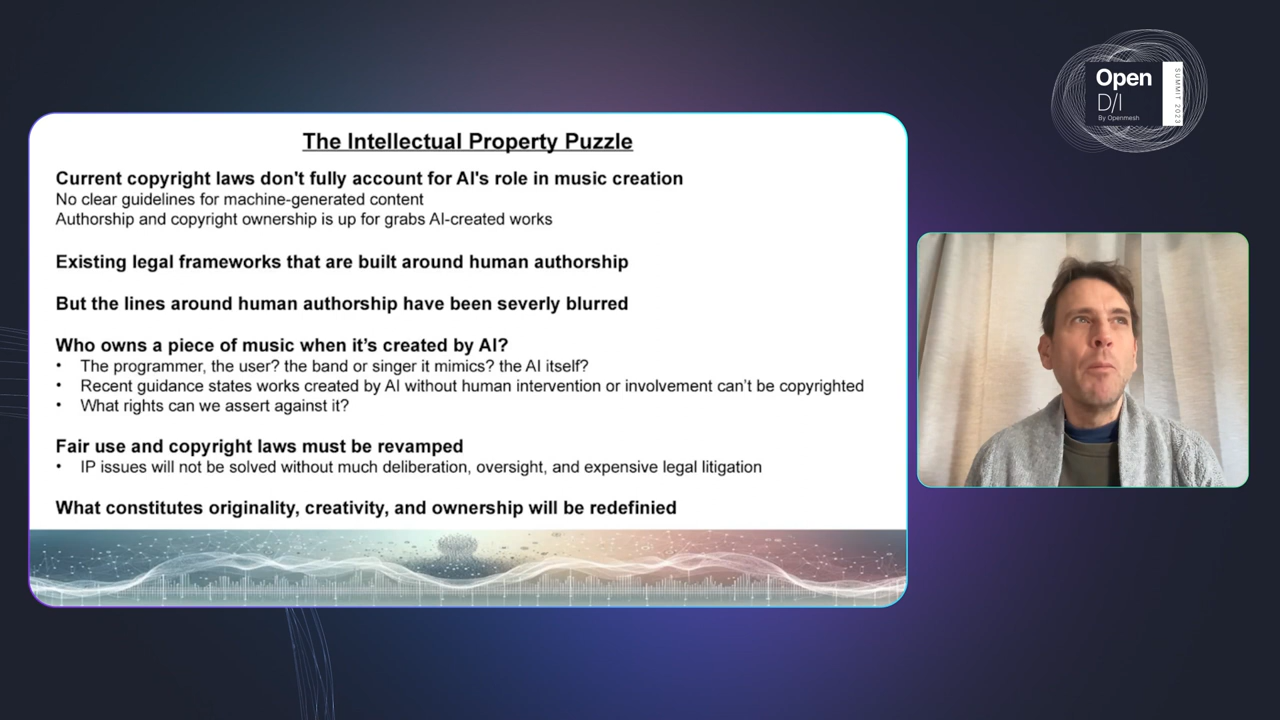 Open
D/I
By Openmesh
SUMMIT 2023
The Intellectual Property Puzzle
Current copyright laws don't fully account for AI's role in music creation
No clear guidelines for machine-generated content
Authorship and copyright ownership is up for grabs AI-created works
Existing legal frameworks that are built around human authorship
But the lines around human authorship have been severly blurred
Who owns a piece of music when it's created by AI?
• The programmer, the user? the band or singer it mimics? the AI itself?
• Recent guidance states works created by AI without human intervention or involvement can't be copyrighted
• What rights can we assert against it?
Fair use and copyright laws must be revamped
• IP issues will not be solved without much deliberation, oversight, and expensive legal litigation
What constitutes originality, creativity, and ownership will be redefinied